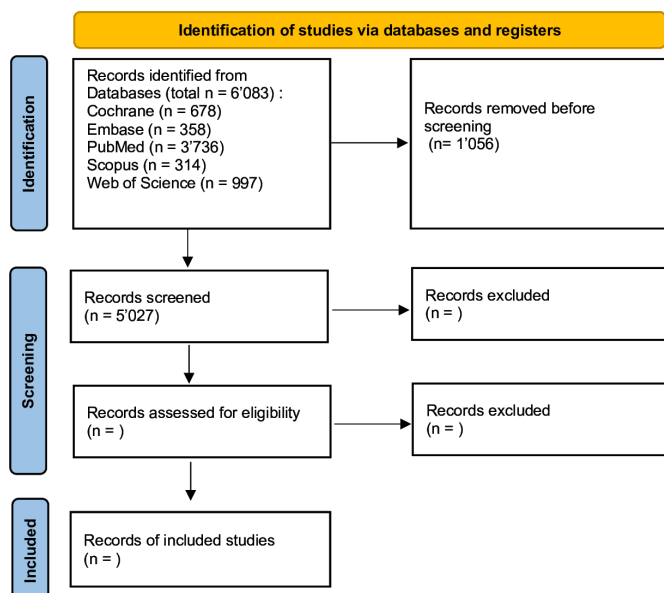 Identification of studies via databases and registers
Identification
Records identified from
Databases (total n = 6'083) :
Cochrane (n = 678)
Embase (n = 358)
PubMed (n = 3'736)
Scopus (n = 314)
Web of Science (n = 997)
Records removed before
screening
(n= 1'056)
Screening
Records screened
(n = 5'027)
Records excluded
(n = )
Records assessed for eligibility
(n = )
Records excluded
(n = )
Included
Records of included studies
(n = )